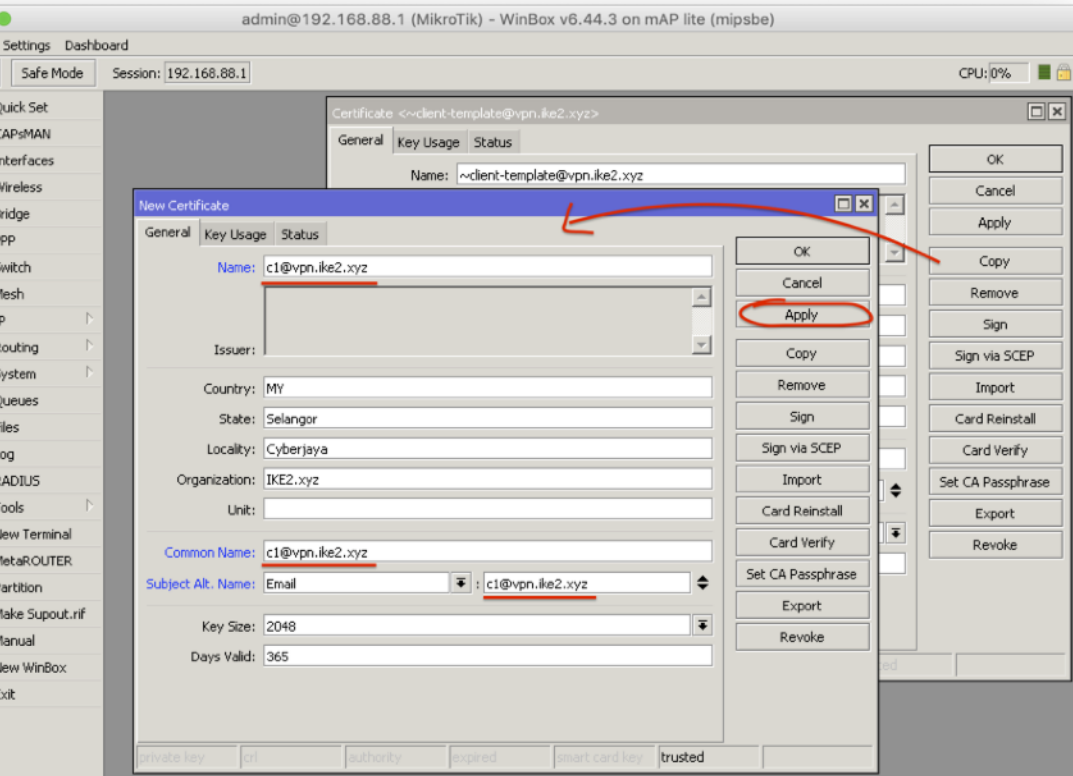 admin@192.168.88.1 (MikroTik) - WinBox v6.44.3 on mAP lite (mipsbe)
Settings Dashboard
Safe Mode Session: 192.168.88.1 CPU: 0%
Quick Set
CAPsMAN
Interfaces
Wireless
Bridge
PPP
Switch
Mesh
IP
Routing
System
Queues
Files
Log
RADIUS
Tools
New Terminal
MetaROUTER
Partition
Make Supout.rif
Manual
New WinBox
Exit
Certificate <~client-template@vpn.ike2.xyz>
General Key Usage Status
Name: ~client-template@vpn.ike2.xyz
OK
Cancel
Apply
Copy
Remove
Sign
Sign via SCEP
Import
Card Reinstall
Card Verify
Set CA Passphrase
Export
Revoke
New Certificate
General Key Usage Status
Name: c1@vpn.ike2.xyz
Issuer:
Country: MY
State: Selangor
Locality: Cyberjaya
Organization: IKE2.xyz
Unit:
Common Name: c1@vpn.ike2.xyz
Subject Alt. Name: Email : c1@vpn.ike2.xyz
Key Size: 2048
Days Valid: 365
OK
Cancel
Apply
Copy
Remove
Sign
Sign via SCEP
Import
Card Reinstall
Card Verify
Set CA Passphrase
Export
Revoke
private key crl authority expired smart card key trusted